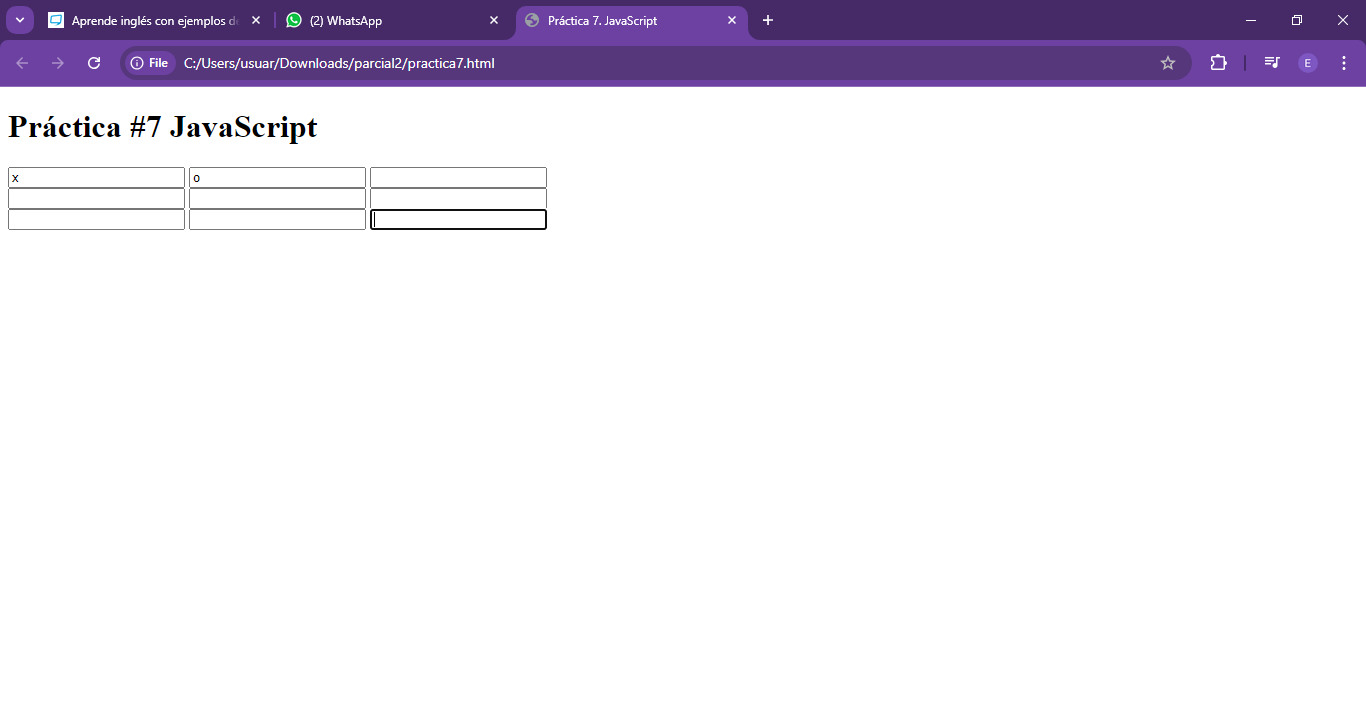 Aprende inglés con ejemplos de
(2) WhatsApp
Práctica 7. JavaScript
File
C:/Users/usuar/Downloads/parcial2/practica7.html
E
Práctica #7 JavaScript
x o